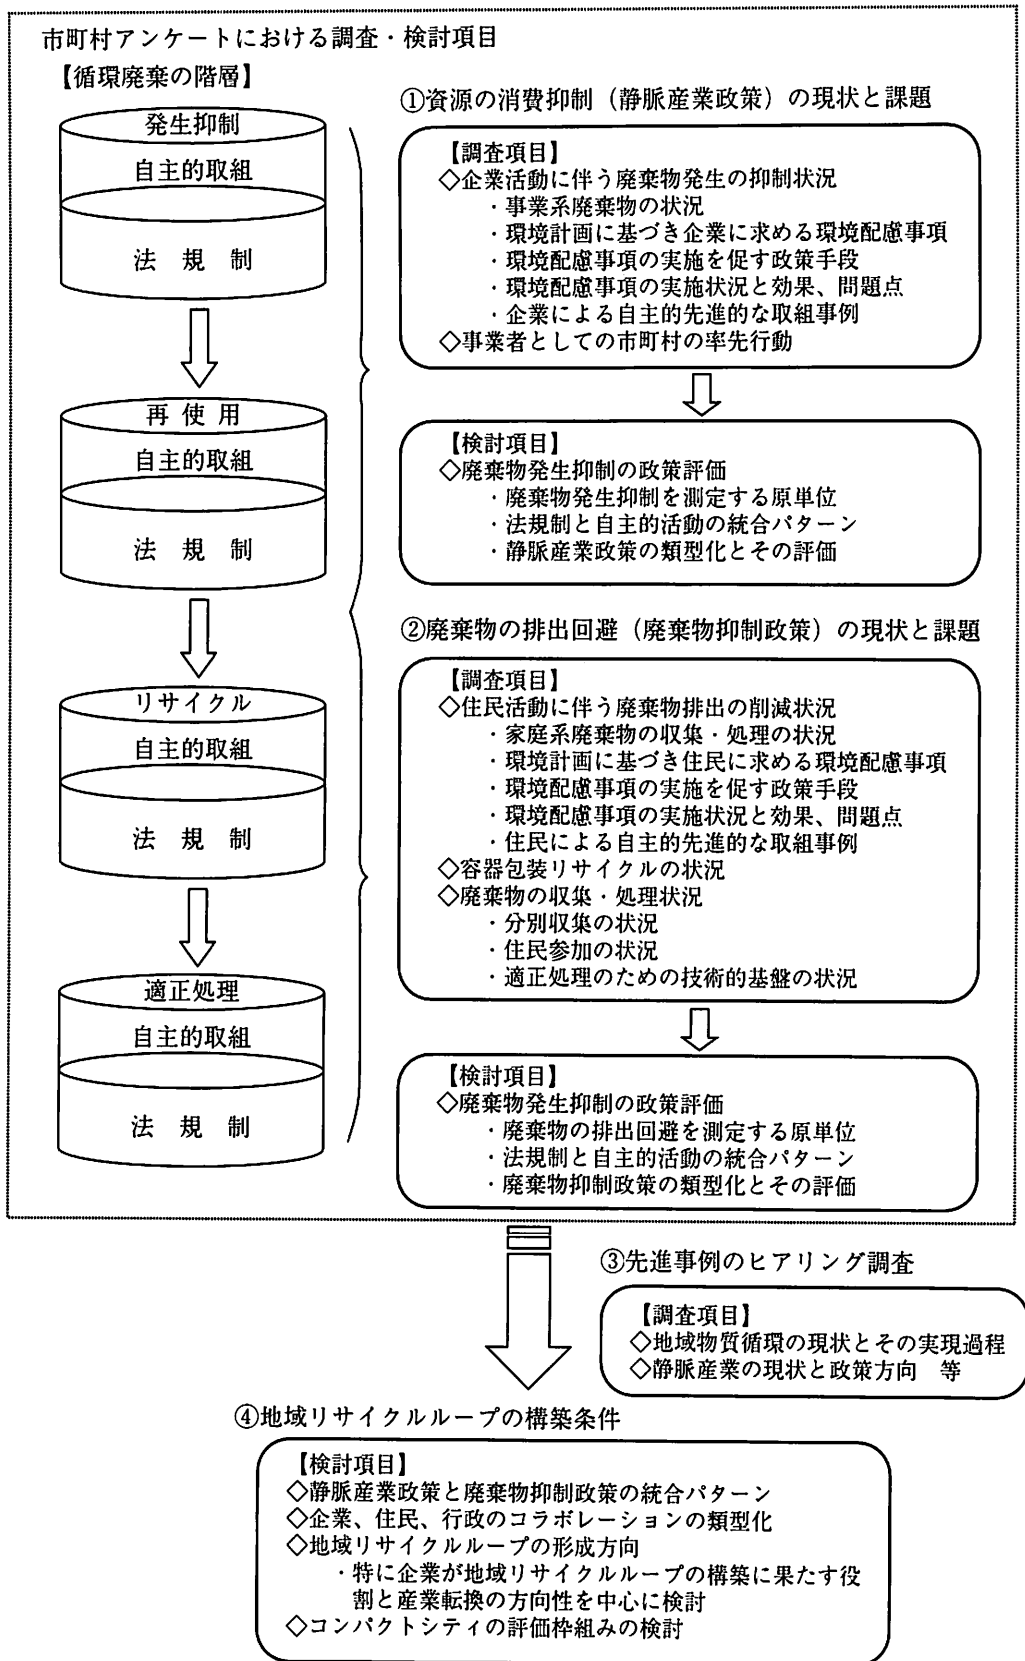 市町村アンケートにおける調査・検討項目
【循環廃棄の階層】
発生抑制
自主的取組
法 規 制
再 使 用
自主的取組
法 規 制
リサイクル
自主的取組
法 規 制
適正処理
自主的取組
法 規 制
①資源の消費抑制（静脈産業政策）の現状と課題
【調査項目】
◇企業活動に伴う廃棄物発生の抑制状況
・事業系廃棄物の状況
・環境計画に基づき企業に求める環境配慮事項
・環境配慮事項の実施を促す政策手段
・環境配慮事項の実施状況と効果、問題点
・企業による自主的先進的な取組事例
◇事業者としての市町村の率先行動
【検討項目】
◇廃棄物発生抑制の政策評価
・廃棄物発生抑制を測定する原単位
・法規制と自主的活動の統合パターン
・静脈産業政策の類型化とその評価
②廃棄物の排出回避（廃棄物抑制政策）の現状と課題
【調査項目】
◇住民活動に伴う廃棄物排出の削減状況
・家庭系廃棄物の収集・処理の状況
・環境計画に基づき住民に求める環境配慮事項
・環境配慮事項の実施を促す政策手段
・環境配慮事項の実施状況と効果、問題点
・住民による自主的先進的な取組事例
◇容器包装リサイクルの状況
◇廃棄物の収集・処理状況
・分別収集の状況
・住民参加の状況
・適正処理のための技術的基盤の状況
【検討項目】
◇廃棄物発生抑制の政策評価
・廃棄物の排出回避を測定する原単位
・法規制と自主的活動の統合パターン
・廃棄物抑制政策の類型化とその評価
③先進事例のヒアリング調査
【調査項目】
◇地域物質循環の現状とその実現過程
◇静脈産業の現状と政策方向　等
④地域リサイクルループの構築条件
【検討項目】
◇静脈産業政策と廃棄物抑制政策の統合パターン
◇企業、住民、行政のコラボレーションの類型化
◇地域リサイクルループの形成方向
・特に企業が地域リサイクルループの構築に果たす役
割と産業転換の方向性を中心に検討
◇コンパクトシティの評価枠組みの検討